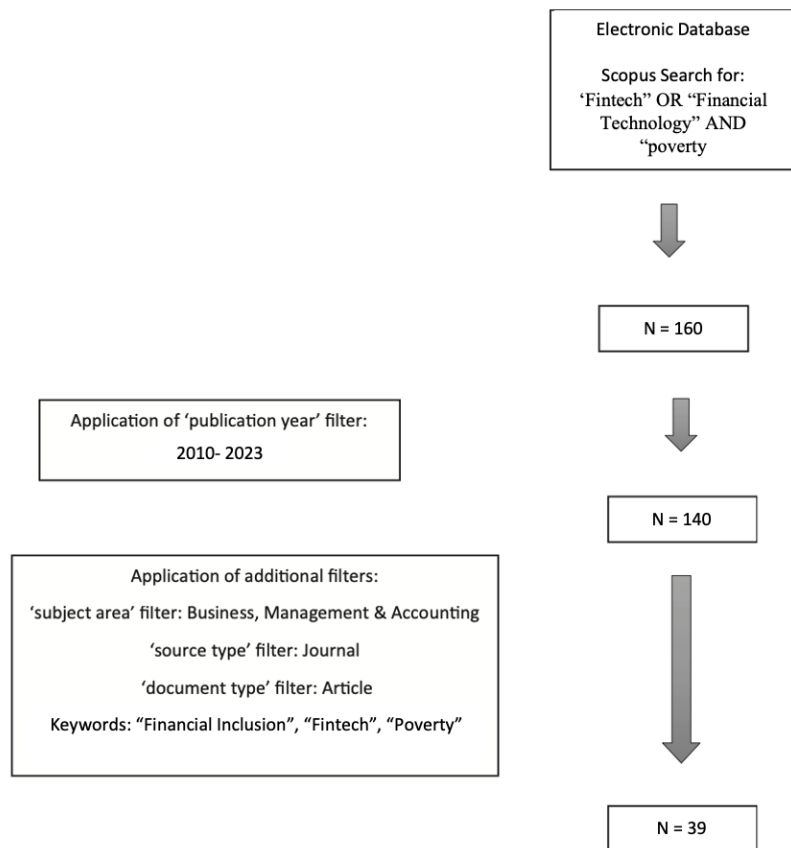 Electronic Database
Scopus Search for:
‘Fintech” OR “Financial
Technology” AND
“poverty
N = 160
Application of ‘publication year’ filter:
2010- 2023
N = 140
Application of additional filters:
‘subject area’ filter: Business, Management & Accounting
‘source type’ filter: Journal
‘document type’ filter: Article
Keywords: “Financial Inclusion”, “Fintech”, “Poverty”
N = 39